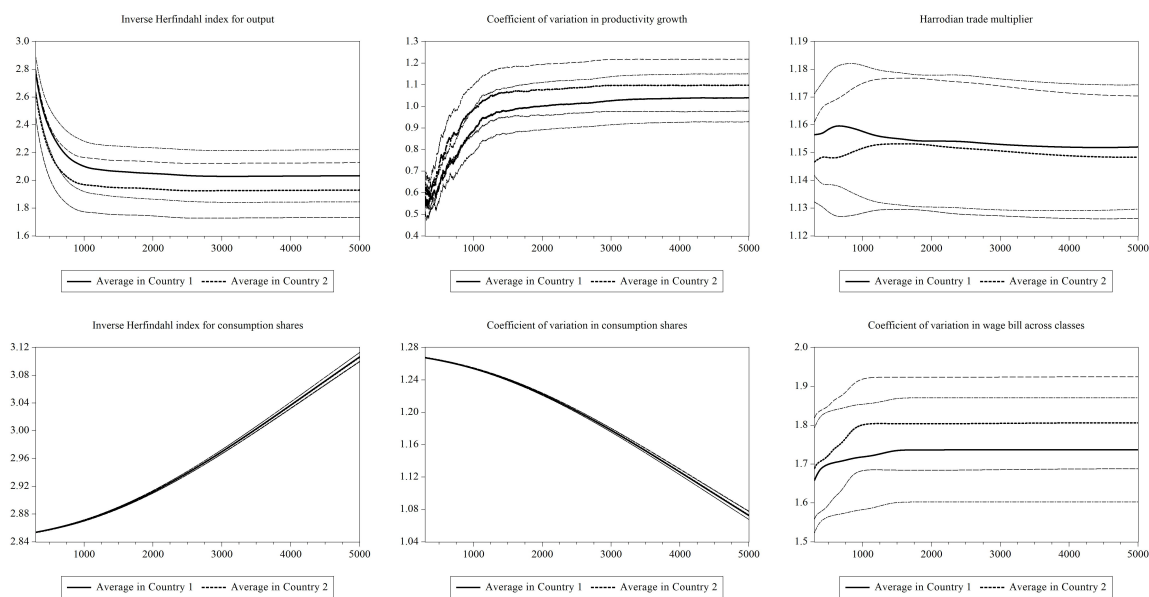 Inverse Herfindahl index for output
3.0
2.8
2.6
2.4
2.2
2.0
1.8
1.6
1000 2000 3000 4000 5000
Average in Country 1 Average in Country 2
Coefficient of variation in productivity growth
1.3
1.2
1.1
1.0
0.9
0.8
0.7
0.6
0.5
0.4
1000 2000 3000 4000 5000
Average in Country 1 Average in Country 2
Harrodian trade multiplier
1.19
1.18
1.17
1.16
1.15
1.14
1.13
1.12
1000 2000 3000 4000 5000
Average in Country 1 Average in Country 2
Inverse Herfindahl index for consumption shares
3.12
3.08
3.04
3.00
2.96
2.92
2.88
2.84
1000 2000 3000 4000 5000
Average in Country 1 Average in Country 2
Coefficient of variation in consumption shares
1.28
1.24
1.20
1.16
1.12
1.08
1.04
1000 2000 3000 4000 5000
Average in Country 1 Average in Country 2
Coefficient of variation in wage bill across classes
2.0
1.9
1.8
1.7
1.6
1.5
1000 2000 3000 4000 5000
Average in Country 1 Average in Country 2